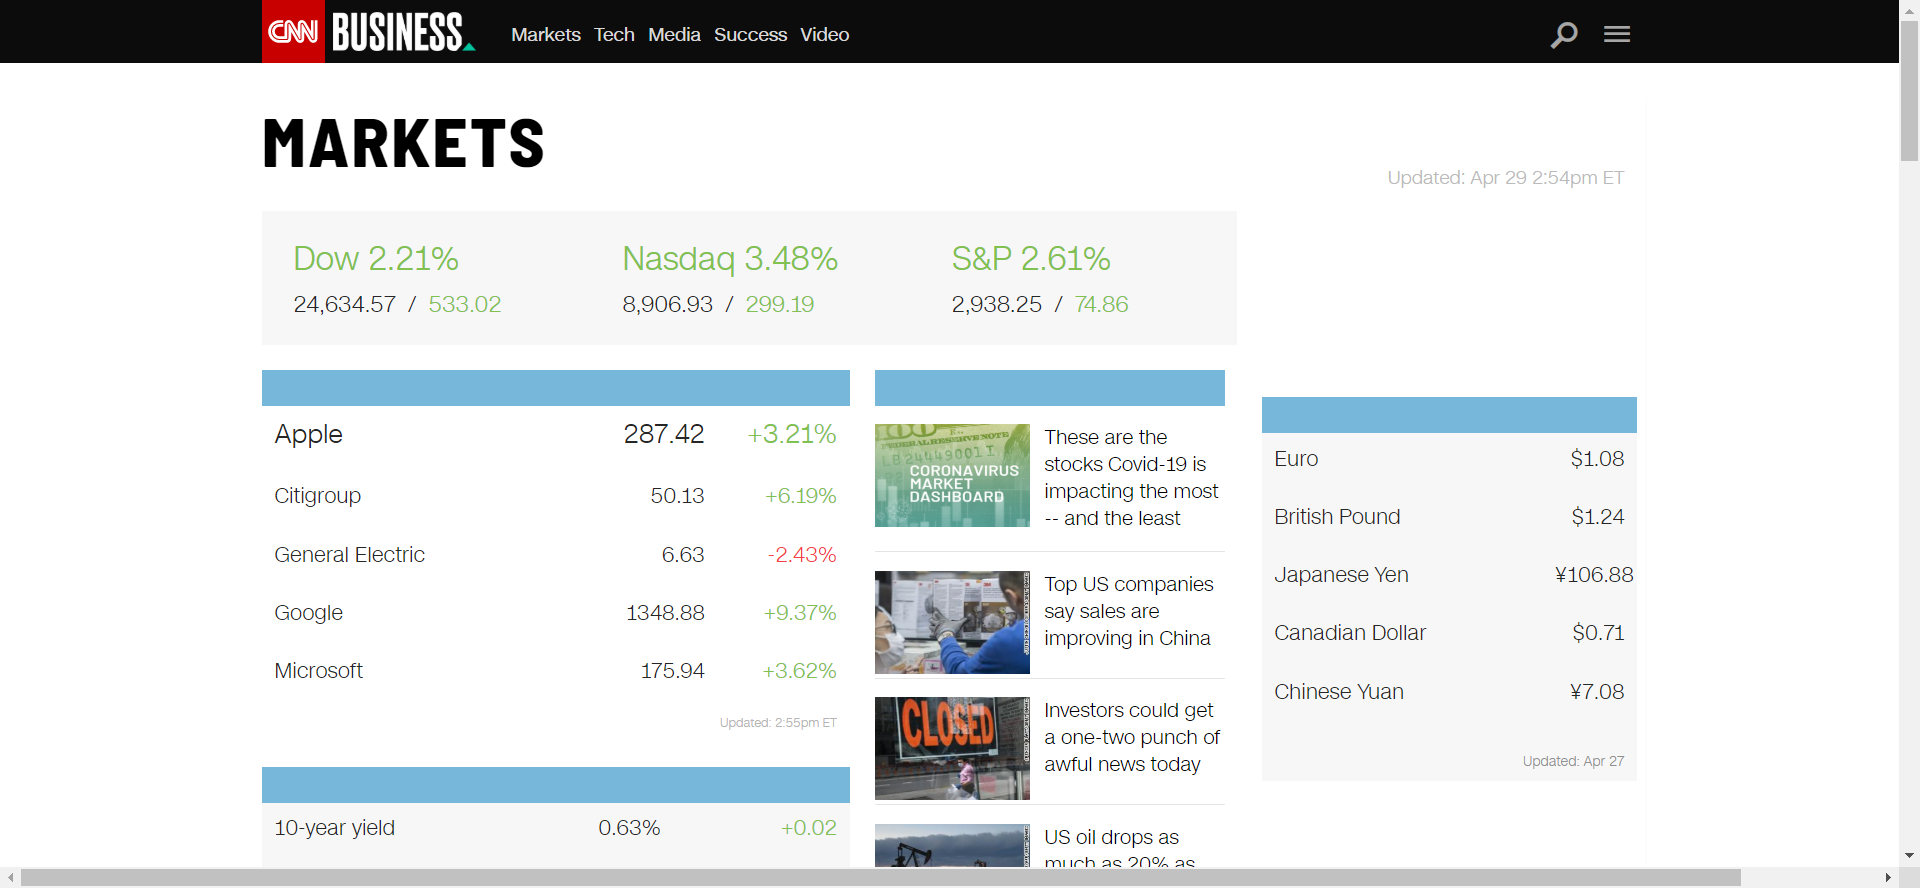 CNN BUSINESS
Markets Tech Media Success Video
MARKETS
Updated: Apr 29 2:54pm ET
Dow 2.21% Nasdaq 3.48% S&P 2.61%
24,634.57 / 533.02 8,906.93 / 299.19 2,938.25 / 74.86
Apple 287.42 +3.21%
Citigroup 50.13 +6.19%
General Electric 6.63 -2.43%
Google 1348.88 +9.37%
Microsoft 175.94 +3.62%
Updated: 2:55pm ET
10-year yield 0.63% +0.02
FEDERAL RESERVE NOTE
CORONAVIRUS
MARKET
DASHBOARD
These are the
stocks Covid-19 is
impacting the most
-- and the least
Top US companies
say sales are
improving in China
CLOSED
Investors could get
a one-two punch of
awful news today
US oil drops as
much as 20% as
Euro $1.08
British Pound $1.24
Japanese Yen ¥106.88
Canadian Dollar $0.71
Chinese Yuan ¥7.08
Updated: Apr 27